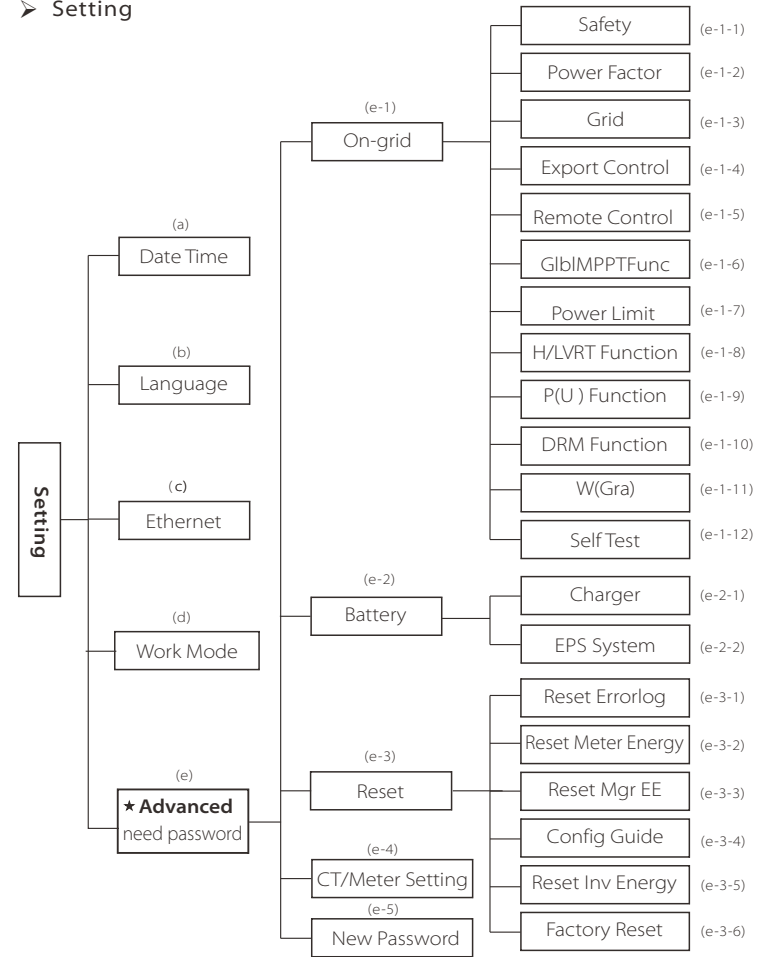 ➢ Setting
Setting
(a)
Date Time
(b)
Language
(c)
Ethernet
(d)
Work Mode
(e)
★ Advanced
need password
(e-1)
On-grid
Safety (e-1-1)
Power Factor (e-1-2)
Grid (e-1-3)
Export Control (e-1-4)
Remote Control (e-1-5)
GlblMPPTFunc (e-1-6)
Power Limit (e-1-7)
H/LVRT Function (e-1-8)
P(U ) Function (e-1-9)
DRM Function (e-1-10)
W(Gra) (e-1-11)
Self Test (e-1-12)
(e-2)
Battery
Charger (e-2-1)
EPS System (e-2-2)
(e-3)
Reset
Reset Errorlog (e-3-1)
Reset Meter Energy (e-3-2)
Reset Mgr EE (e-3-3)
Config Guide (e-3-4)
Reset Inv Energy (e-3-5)
Factory Reset (e-3-6)
(e-4)
CT/Meter Setting
(e-5)
New Password